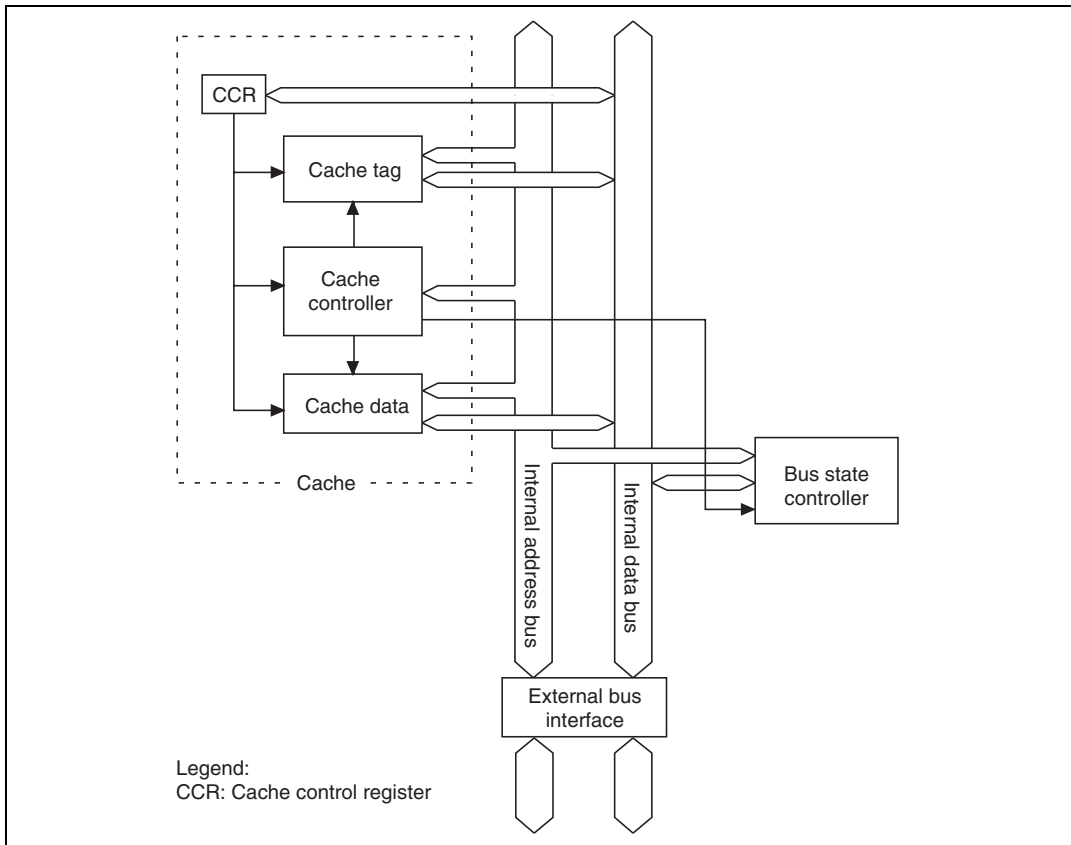 CCR
Cache tag
Cache
controller
Cache data
Cache
Internal address bus
Internal data bus
Bus state
controller
External bus
interface
Legend:
CCR: Cache control register